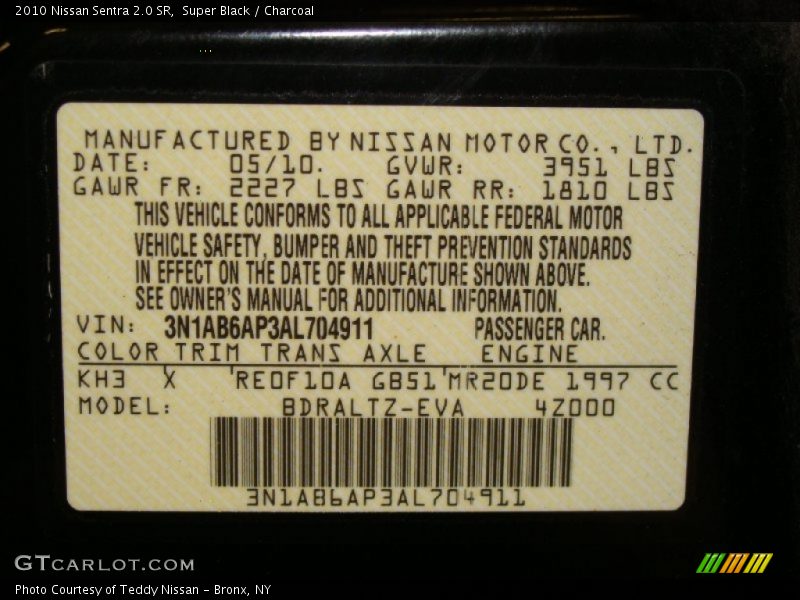 2010 Nissan Sentra 2.0 SR,  Super Black / Charcoal
MANUFACTURED BY NISSAN MOTOR CO., LTD.
DATE: 05/10. GVWR: 3951 LBS
GAWR FR: 2227 LBS GAWR RR: 1810 LBS
THIS VEHICLE CONFORMS TO ALL APPLICABLE FEDERAL MOTOR
VEHICLE SAFETY, BUMPER AND THEFT PREVENTION STANDARDS
IN EFFECT ON THE DATE OF MANUFACTURE SHOWN ABOVE.
SEE OWNER'S MANUAL FOR ADDITIONAL INFORMATION.
VIN: 3N1AB6AP3AL704911 PASSENGER CAR.
COLOR TRIM TRANS AXLE ENGINE
KH3 X RE0F10A GB51 MR20DE 1997 CC
MODEL: BDRALTZ-EVA 4Z000
3N1AB6AP3AL704911
GTCARLOT.COM
Photo Courtesy of Teddy Nissan - Bronx, NY